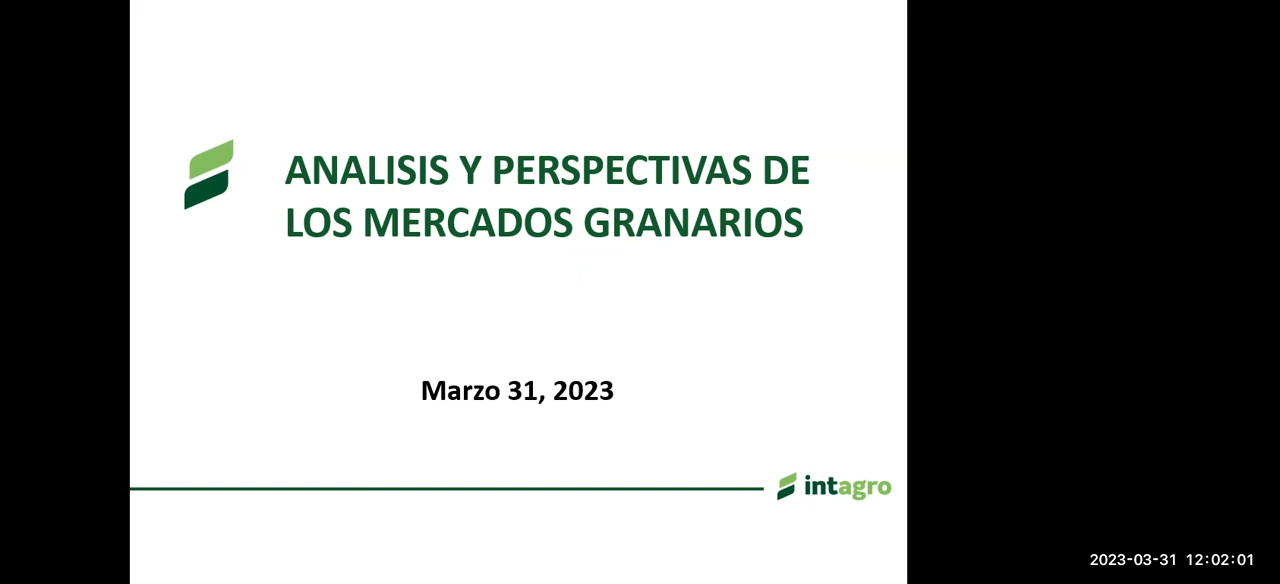 ANALISIS Y PERSPECTIVAS DE
LOS MERCADOS GRANARIOS
Marzo 31, 2023
intagro
2023-03-31 12:02:01